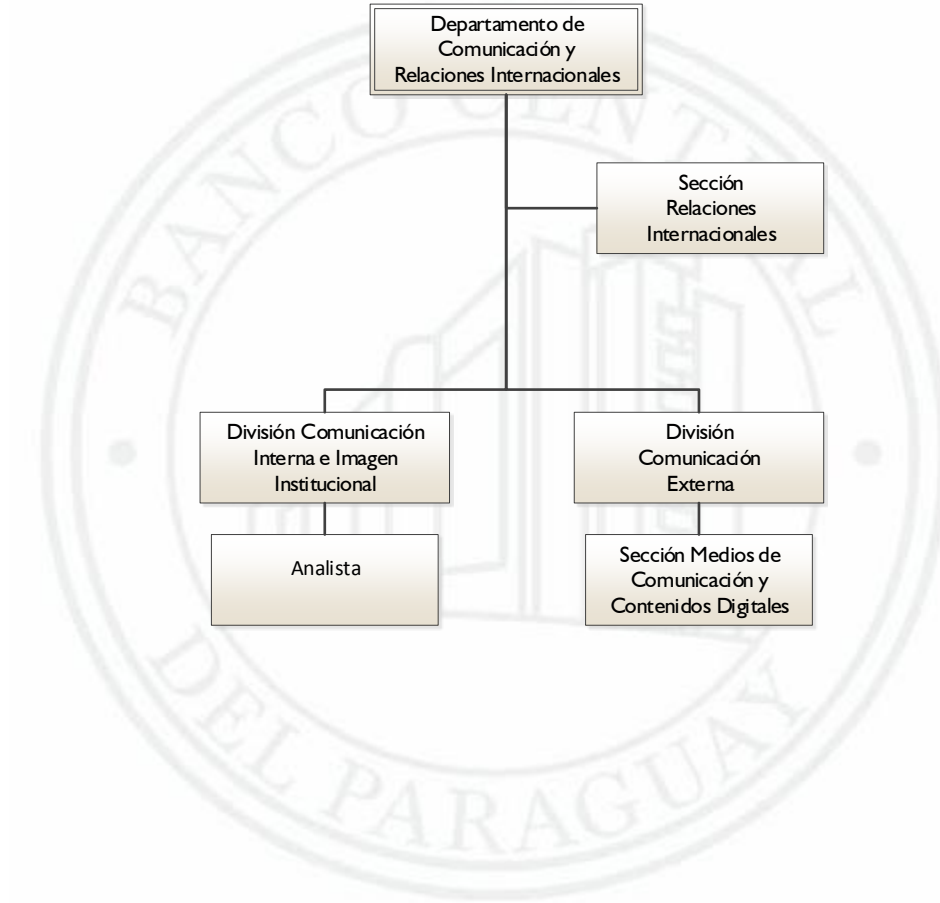 Departamento de
Comunicación y
Relaciones Internacionales
Sección
Relaciones
Internacionales
División Comunicación
Interna e Imagen
Institucional
División
Comunicación
Externa
Analista
Sección Medios de
Comunicación y
Contenidos Digitales
BANCO CENTRAL
DEL PARAGUAY